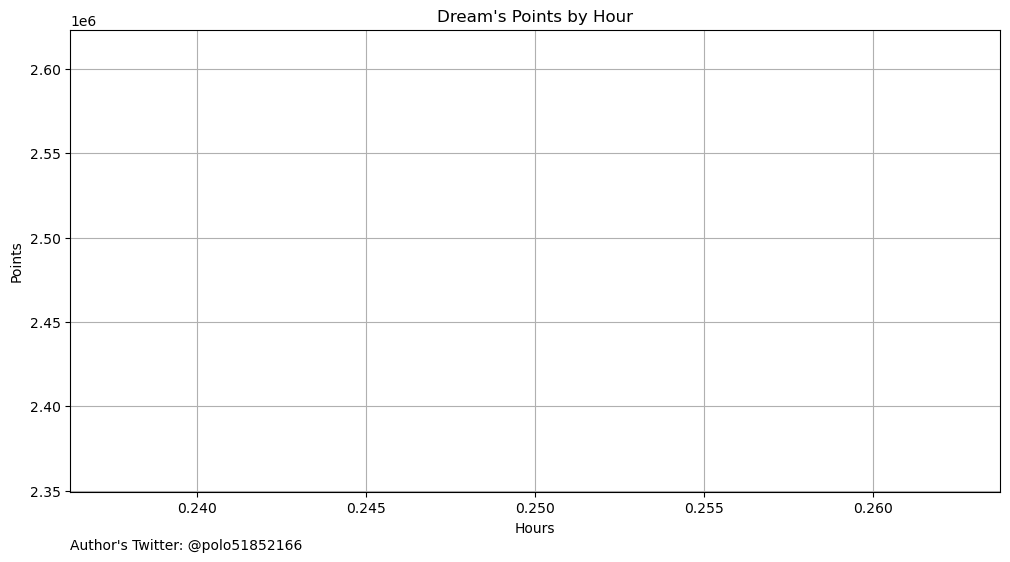 Dream's Points by Hour
1e6
2.60
2.55
2.50
2.45
2.40
2.35
Points
0.240 0.245 0.250 0.255 0.260
Hours
Author's Twitter: @polo51852166